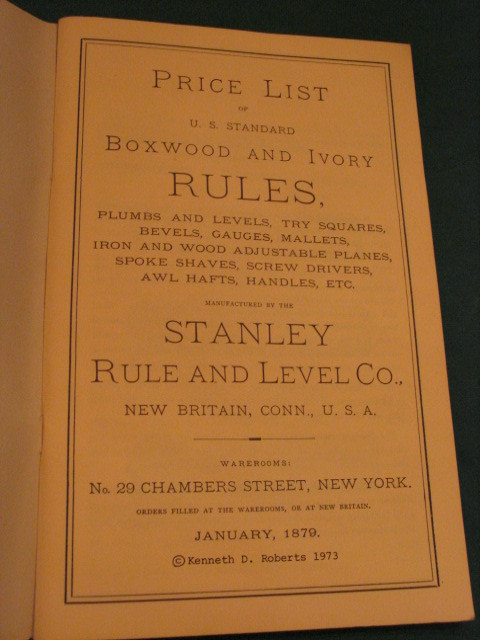 PRICE LIST
OF
U. S. STANDARD
BOXWOOD AND IVORY
RULES,
PLUMBS AND LEVELS, TRY SQUARES,
BEVELS, GAUGES, MALLETS,
IRON AND WOOD ADJUSTABLE PLANES,
SPOKE SHAVES, SCREW DRIVERS,
AWL HAFTS, HANDLES, ETC.
MANUFACTURED BY THE
STANLEY
RULE AND LEVEL CO.,
NEW BRITAIN, CONN., U. S. A.
WAREROOMS:
No. 29 CHAMBERS STREET, NEW YORK.
ORDERS FILLED AT THE WAREROOMS, OR AT NEW BRITAIN.
JANUARY, 1879.
©Kenneth D. Roberts 1973